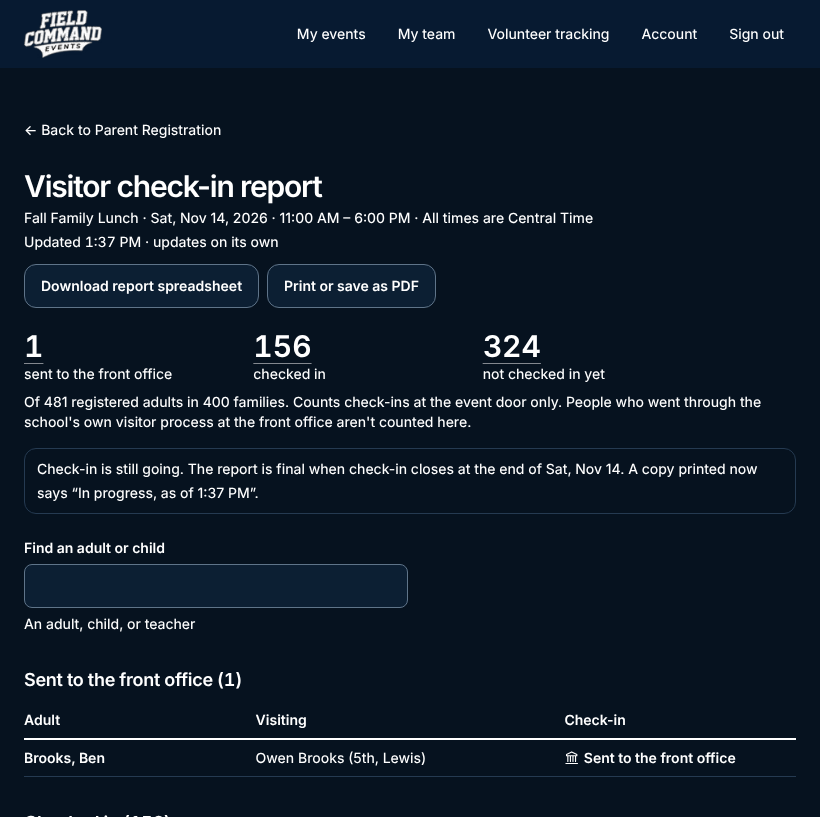 FIELD
COMMAND
EVENTS
My events
My team
Volunteer tracking
Account
Sign out
← Back to Parent Registration
Visitor check-in report
Fall Family Lunch · Sat, Nov 14, 2026 · 11:00 AM – 6:00 PM · All times are Central Time
Updated 1:37 PM · updates on its own
Download report spreadsheet
Print or save as PDF
1
sent to the front office
156
checked in
324
not checked in yet
Of 481 registered adults in 400 families. Counts check-ins at the event door only. People who went through the
school's own visitor process at the front office aren't counted here.
Check-in is still going. The report is final when check-in closes at the end of Sat, Nov 14. A copy printed now
says “In progress, as of 1:37 PM”.
Find an adult or child
An adult, child, or teacher
Sent to the front office (1)
Adult Visiting Check-in
Brooks, Ben Owen Brooks (5th, Lewis) Sent to the front office